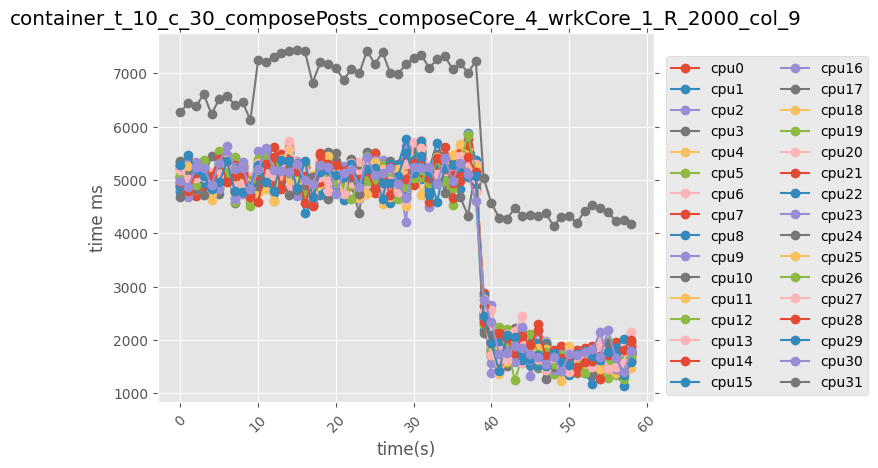 container_t_10_c_30_composePosts_composeCore_4_wrkCore_1_R_2000_col_9
7000
6000
5000
4000
3000
2000
1000
time ms
0 10 20 30 40 50 60
time(s)
cpu0 cpu16
cpu1 cpu17
cpu2 cpu18
cpu3 cpu19
cpu4 cpu20
cpu5 cpu21
cpu6 cpu22
cpu7 cpu23
cpu8 cpu24
cpu9 cpu25
cpu10 cpu26
cpu11 cpu27
cpu12 cpu28
cpu13 cpu29
cpu14 cpu30
cpu15 cpu31